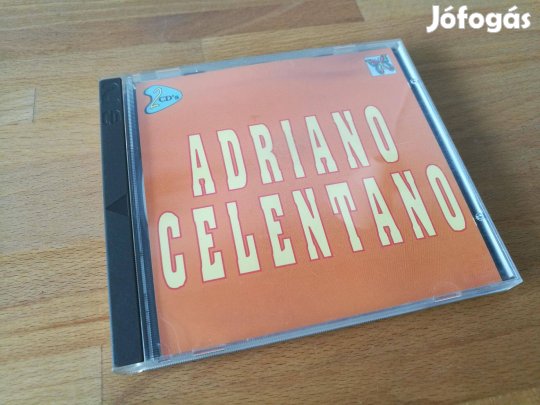 Jófogás
2 CD's
ADRIANO
CELENTANO